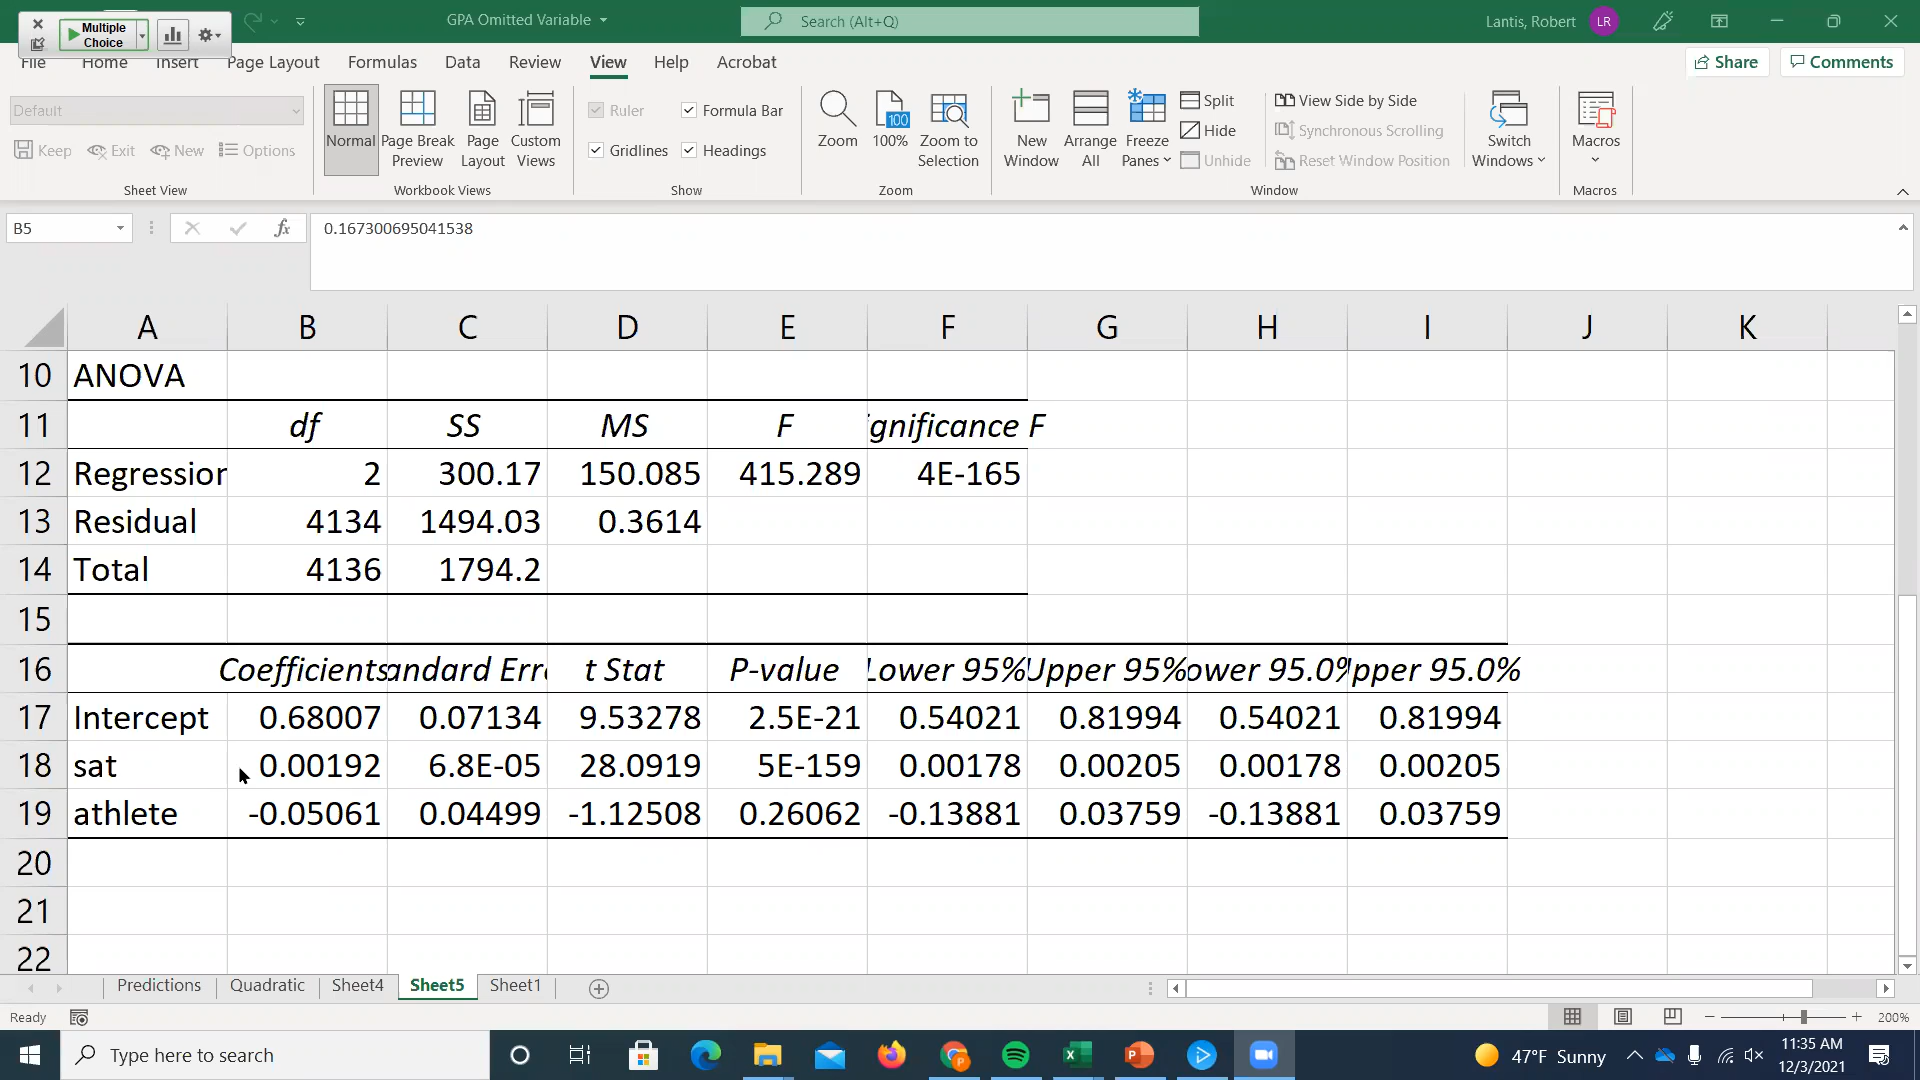 Multiple
Choice
GPA Omitted Variable
Search (Alt+Q)
Lantis, Robert
LR
File Home Insert Page Layout Formulas Data Review View Help Acrobat
Share
Comments
Default
Keep Exit New Options
Sheet View
Normal
Page Break
Preview
Page
Layout
Custom
Views
Workbook Views
Ruler
Formula Bar
Gridlines
Headings
Show
Zoom
100
100%
Zoom to
Selection
Zoom
New
Window
Arrange
All
Freeze
Panes
Split
Hide
Unhide
View Side by Side
Synchronous Scrolling
Reset Window Position
Window
Switch
Windows
Macros
Macros
B5
fx
0.167300695041538
A B C D E F G H I J K
10 ANOVA
11 df SS MS F gnificance F
12 Regression 2 300.17 150.085 415.289 4E-165
13 Residual 4134 1494.03 0.3614
14 Total 4136 1794.2
15
16 Coefficients andard Erro t Stat P-value Lower 95% Upper 95% ower 95.0% pper 95.0%
17 Intercept 0.68007 0.07134 9.53278 2.5E-21 0.54021 0.81994 0.54021 0.81994
18 sat 0.00192 6.8E-05 28.0919 5E-159 0.00178 0.00205 0.00178 0.00205
19 athlete -0.05061 0.04499 -1.12508 0.26062 -0.13881 0.03759 -0.13881 0.03759
20
21
22
Predictions Quadratic Sheet4 Sheet5 Sheet1
Ready
200%
Type here to search
47°F Sunny
11:35 AM
12/3/2021